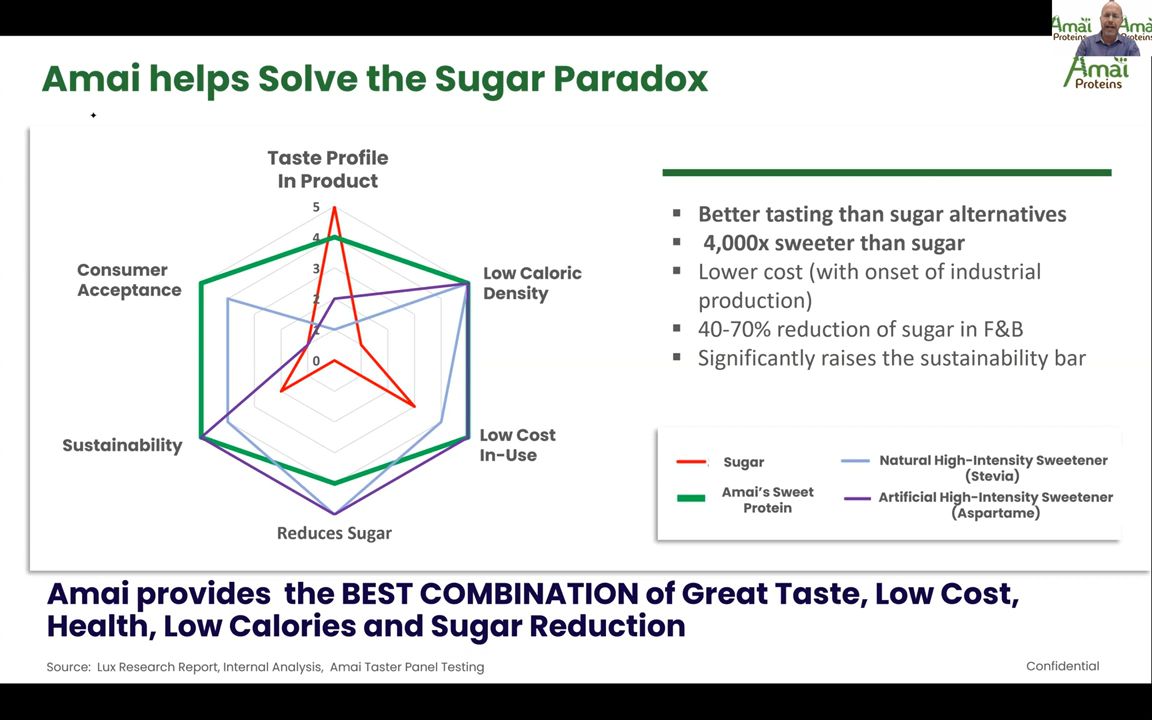 Amaï
Proteins
Amaï
Proteins
Amai helps Solve the Sugar Paradox
Amaï
Proteins
Taste Profile
In Product
5
4
3
2
1
0
Consumer
Acceptance
Low Caloric
Density
Sustainability
Low Cost
In-Use
Reduces Sugar
▪ Better tasting than sugar alternatives
▪ 4,000x sweeter than sugar
▪ Lower cost (with onset of industrial
production)
▪ 40-70% reduction of sugar in F&B
▪ Significantly raises the sustainability bar
Sugar
Natural High-Intensity Sweetener
(Stevia)
Amai's Sweet
Protein
Artificial High-Intensity Sweetener
(Aspartame)
Amai provides the BEST COMBINATION of Great Taste, Low Cost,
Health, Low Calories and Sugar Reduction
Source: Lux Research Report, Internal Analysis, Amai Taster Panel Testing
Confidential